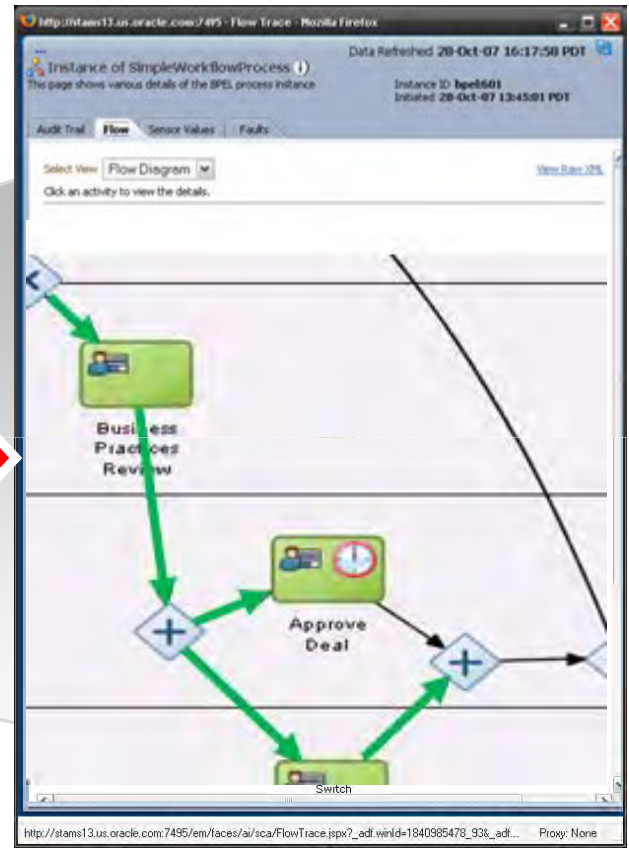 http://stams13.us.oracle.com:7495 - Flow Trace - Mozilla Firefox
...
Data Refreshed 28-Oct-07 16:17:58 PDT
Instance of SimpleWorkflowProcess (i)
This page shows various details of the BPEL process instance
Instance ID bpel:601
Initiated 28-Oct-07 13:45:01 PDT
Audit Trail Flow Sensor Values Faults
Select View Flow Diagram View Raw XML
Click an activity to view the details.
Business
Practices
Review
Approve
Deal
Switch
http://stams13.us.oracle.com:7495/em/faces/ai/sca/FlowTrace.jspx?_adf.winId=1840985478_93&_adf... Proxy: None